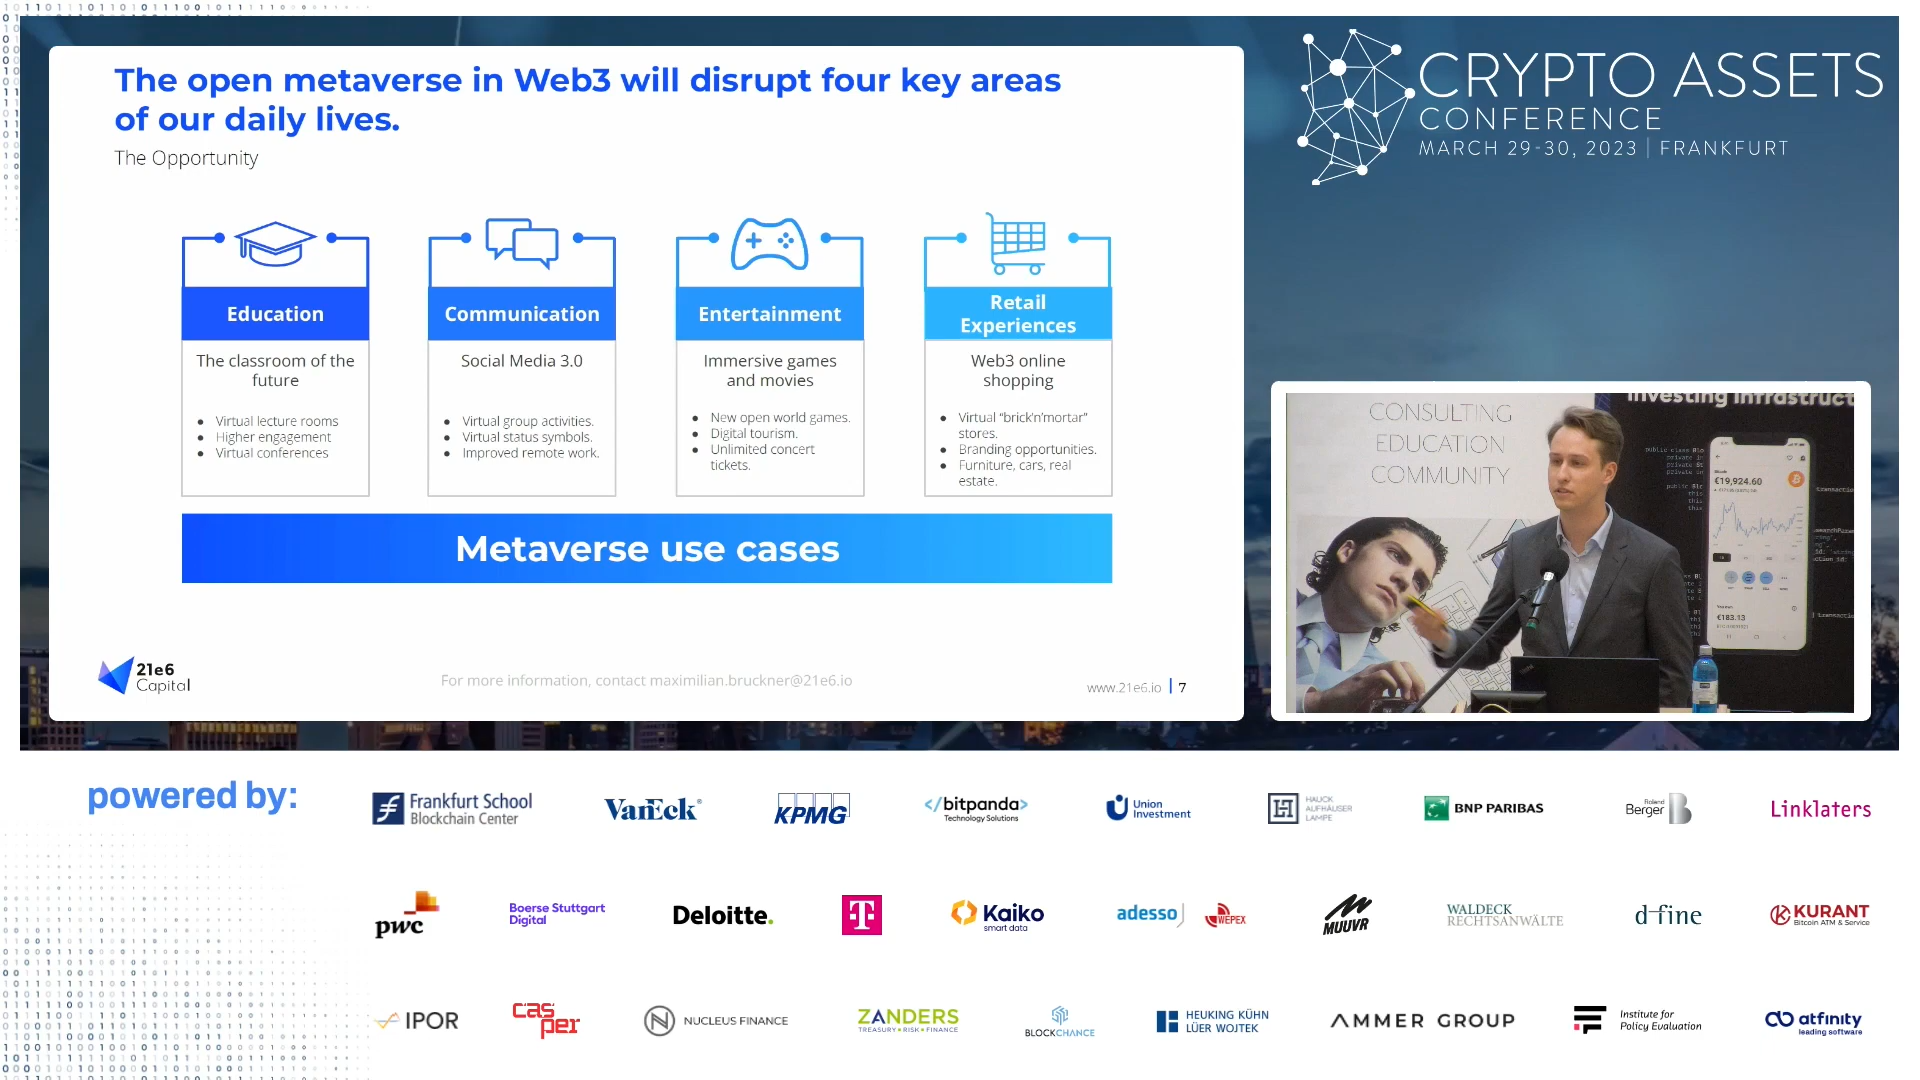 The open metaverse in Web3 will disrupt four key areas
of our daily lives.
The Opportunity
Education
The classroom of the
future
● Virtual lecture rooms
● Higher engagement
● Virtual conferences
Communication
Social Media 3.0
● Virtual group activities.
● Virtual status symbols.
● Improved remote work.
Entertainment
Immersive games
and movies
● New open world games.
● Digital tourism.
● Unlimited concert
tickets.
Retail
Experiences
Web3 online
shopping
● Virtual “brick’n’mortar”
stores.
● Branding opportunities.
● Furniture, cars, real
estate.
Metaverse use cases
21e6
Capital
For more information, contact maximilian.bruckner@21e6.io
www.21e6.io | 7
CRYPTO ASSETS
CONFERENCE
MARCH 29-30, 2023 | FRANKFURT
CONSULTING
EDUCATION
COMMUNITY
investing infrastruct
€19,924.60
€183.13
powered by:
Frankfurt School
Blockchain Center
VanEck
KPMG
</bitpanda>
Technology Solutions
Union
Investment
HAUCK
AUFHÄUSER
LAMPE
BNP PARIBAS
Roland
Berger
Linklaters
pwc
Boerse Stuttgart
Digital
Deloitte.
T
Kaiko
smart data
adesso
WEPEX
MUUVR
WALDECK
RECHTSANWÄLTE
d-fine
KURANT
Bitcoin ATM & Service
IPOR
casper
NUCLEUS FINANCE
ZANDERS
TREASURY • RISK • FINANCE
BLOCKCHANCE
HEUKING KÜHN
LÜER WOJTEK
AMMER GROUP
Institute for
Policy Evaluation
atfinity
leading software